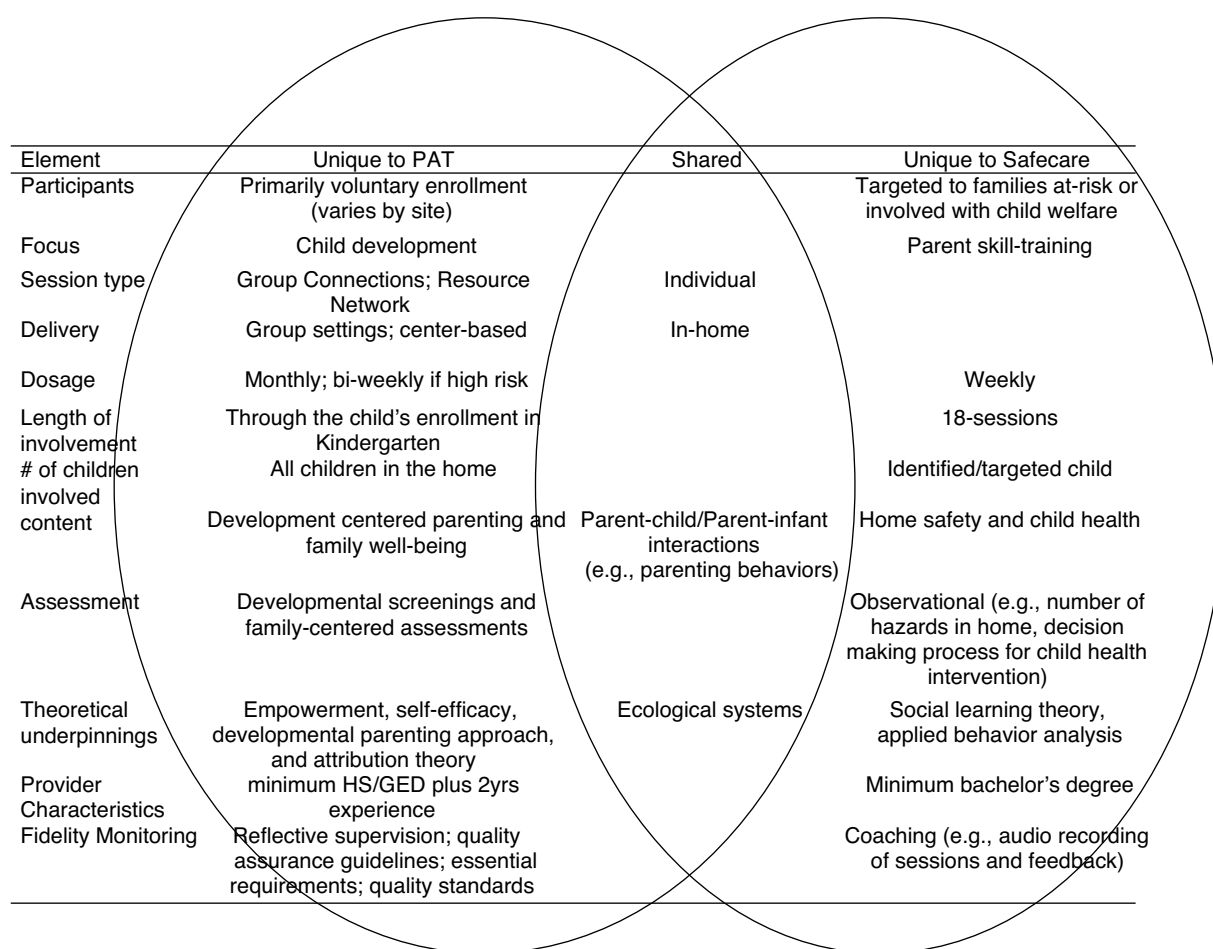 Element Unique to PAT Shared Unique to Safecare
Participants Primarily voluntary enrollment Targeted to families at-risk or
(varies by site) involved with child welfare
Focus Child development Parent skill-training
Session type Group Connections; Resource Individual
Network
Delivery Group settings; center-based In-home
Dosage Monthly; bi-weekly if high risk Weekly
Length of Through the child's enrollment in 18-sessions
involvement Kindergarten
# of children All children in the home Identified/targeted child
involved
content Development centered parenting and Parent-child/Parent-infant Home safety and child health
family well-being interactions
(e.g., parenting behaviors)
Assessment Developmental screenings and Observational (e.g., number of
family-centered assessments hazards in home, decision
making process for child health
intervention)
Theoretical Empowerment, self-efficacy, Ecological systems Social learning theory,
underpinnings developmental parenting approach, applied behavior analysis
and attribution theory
Provider minimum HS/GED plus 2yrs Minimum bachelor's degree
Characteristics experience
Fidelity Monitoring Reflective supervision; quality Coaching (e.g., audio recording
assurance guidelines; essential of sessions and feedback)
requirements; quality standards